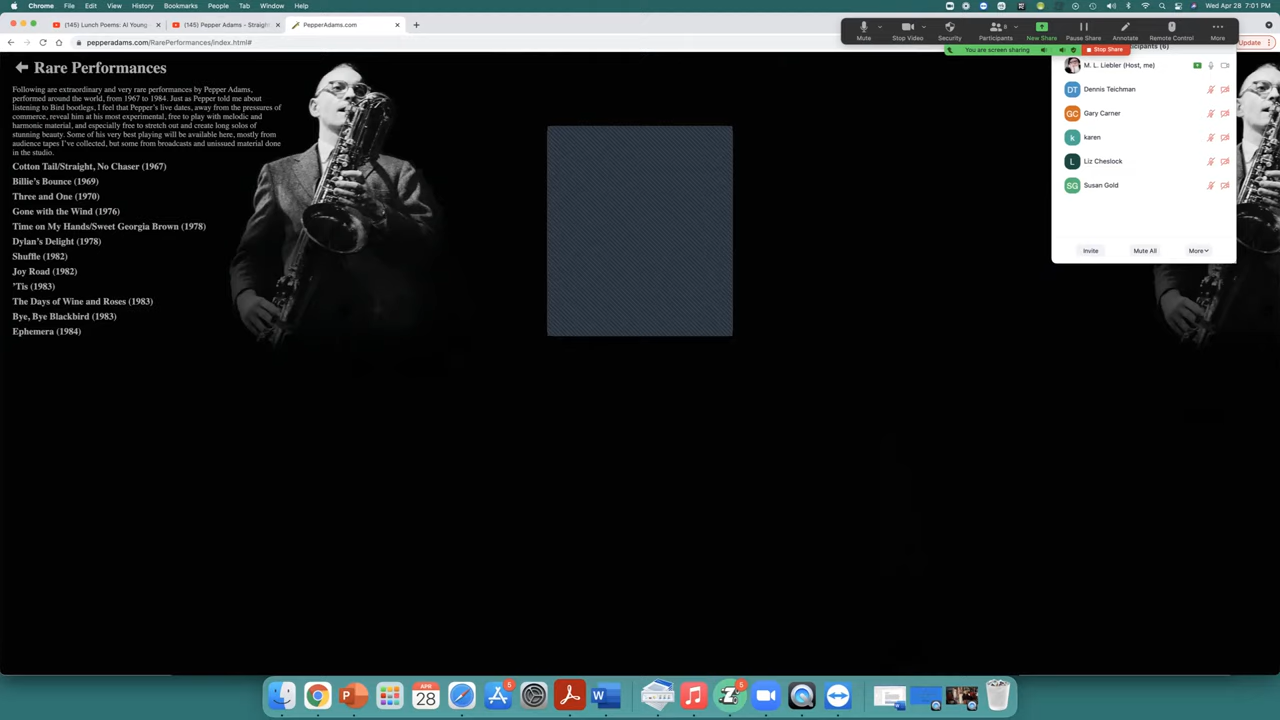 Chrome File Edit View History Bookmarks People Tab Window Help
Wed Apr 28 7:01 PM
(145) Lunch Poems: Al Young
(145) Pepper Adams - Straigh
PepperAdams.com
pepperadams.com/RarePerformances/index.html#
Update
Mute
Stop Video
Security
Participants
New Share
Pause Share
Annotate
Remote Control
More
You are screen sharing
Stop Share
Rare Performances
Following are extraordinary and very rare performances by Pepper Adams,
performed around the world, from 1967 to 1984. Just as Pepper told me about
listening to Bird bootlegs, I feel that Pepper's live dates, away from the pressures of
commerce, reveal him at his most experimental, free to play with melodic and
harmonic material, and especially free to stretch out and create long solos of
stunning beauty. Some of his very best playing will be available here, mostly from
audience tapes I've collected, but some from broadcasts and unissued material done
in the studio.
Cotton Tail/Straight, No Chaser (1967)
Billie's Bounce (1969)
Three and One (1970)
Gone with the Wind (1976)
Time on My Hands/Sweet Georgia Brown (1978)
Dylan's Delight (1978)
Shuffle (1982)
Joy Road (1982)
'Tis (1983)
The Days of Wine and Roses (1983)
Bye, Bye Blackbird (1983)
Ephemera (1984)
M. L. Liebler (Host, me)
DT Dennis Teichman
GC Gary Carner
k karen
L Liz Cheslock
SG Susan Gold
Invite
Mute All
More
5
APR
28
5
W